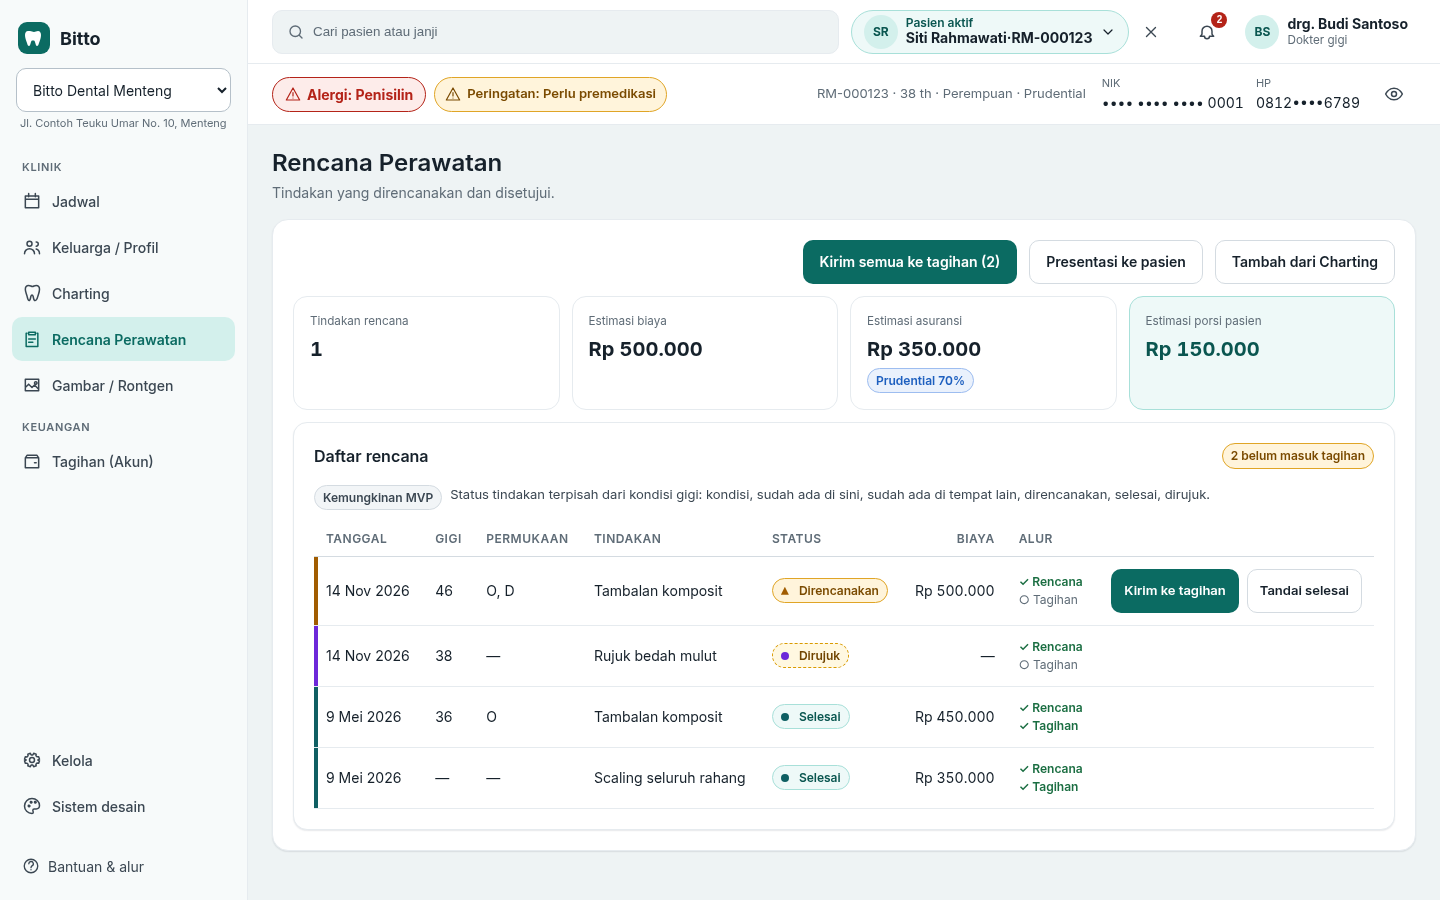 Bitto
Bitto Dental Menteng
Jl. Contoh Teuku Umar No. 10, Menteng
KLINIK
Jadwal
Keluarga / Profil
Charting
Rencana Perawatan
Gambar / Rontgen
KEUANGAN
Tagihan (Akun)
Kelola
Sistem desain
Bantuan & alur
Cari pasien atau janji
SR
Pasien aktif
Siti Rahmawati·RM-000123
2
BS
drg. Budi Santoso
Dokter gigi
Alergi: Penisilin
Peringatan: Perlu premedikasi
RM-000123 · 38 th · Perempuan · Prudential
NIK
•••• •••• •••• 0001
HP
0812••••6789
Rencana Perawatan
Tindakan yang direncanakan dan disetujui.
Kirim semua ke tagihan (2)
Presentasi ke pasien
Tambah dari Charting
Tindakan rencana
1
Estimasi biaya
Rp 500.000
Estimasi asuransi
Rp 350.000
Prudential 70%
Estimasi porsi pasien
Rp 150.000
Daftar rencana
2 belum masuk tagihan
Kemungkinan MVP Status tindakan terpisah dari kondisi gigi: kondisi, sudah ada di sini, sudah ada di tempat lain, direncanakan, selesai, dirujuk.
TANGGAL GIGI PERMUKAAN TINDAKAN STATUS BIAYA ALUR
14 Nov 2026 46 O, D Tambalan komposit ▲ Direncanakan Rp 500.000 ✓ Rencana
○ Tagihan
Kirim ke tagihan Tandai selesai
14 Nov 2026 38 — Rujuk bedah mulut ● Dirujuk — ✓ Rencana
○ Tagihan
9 Mei 2026 36 O Tambalan komposit ● Selesai Rp 450.000 ✓ Rencana
✓ Tagihan
9 Mei 2026 — — Scaling seluruh rahang ● Selesai Rp 350.000 ✓ Rencana
✓ Tagihan